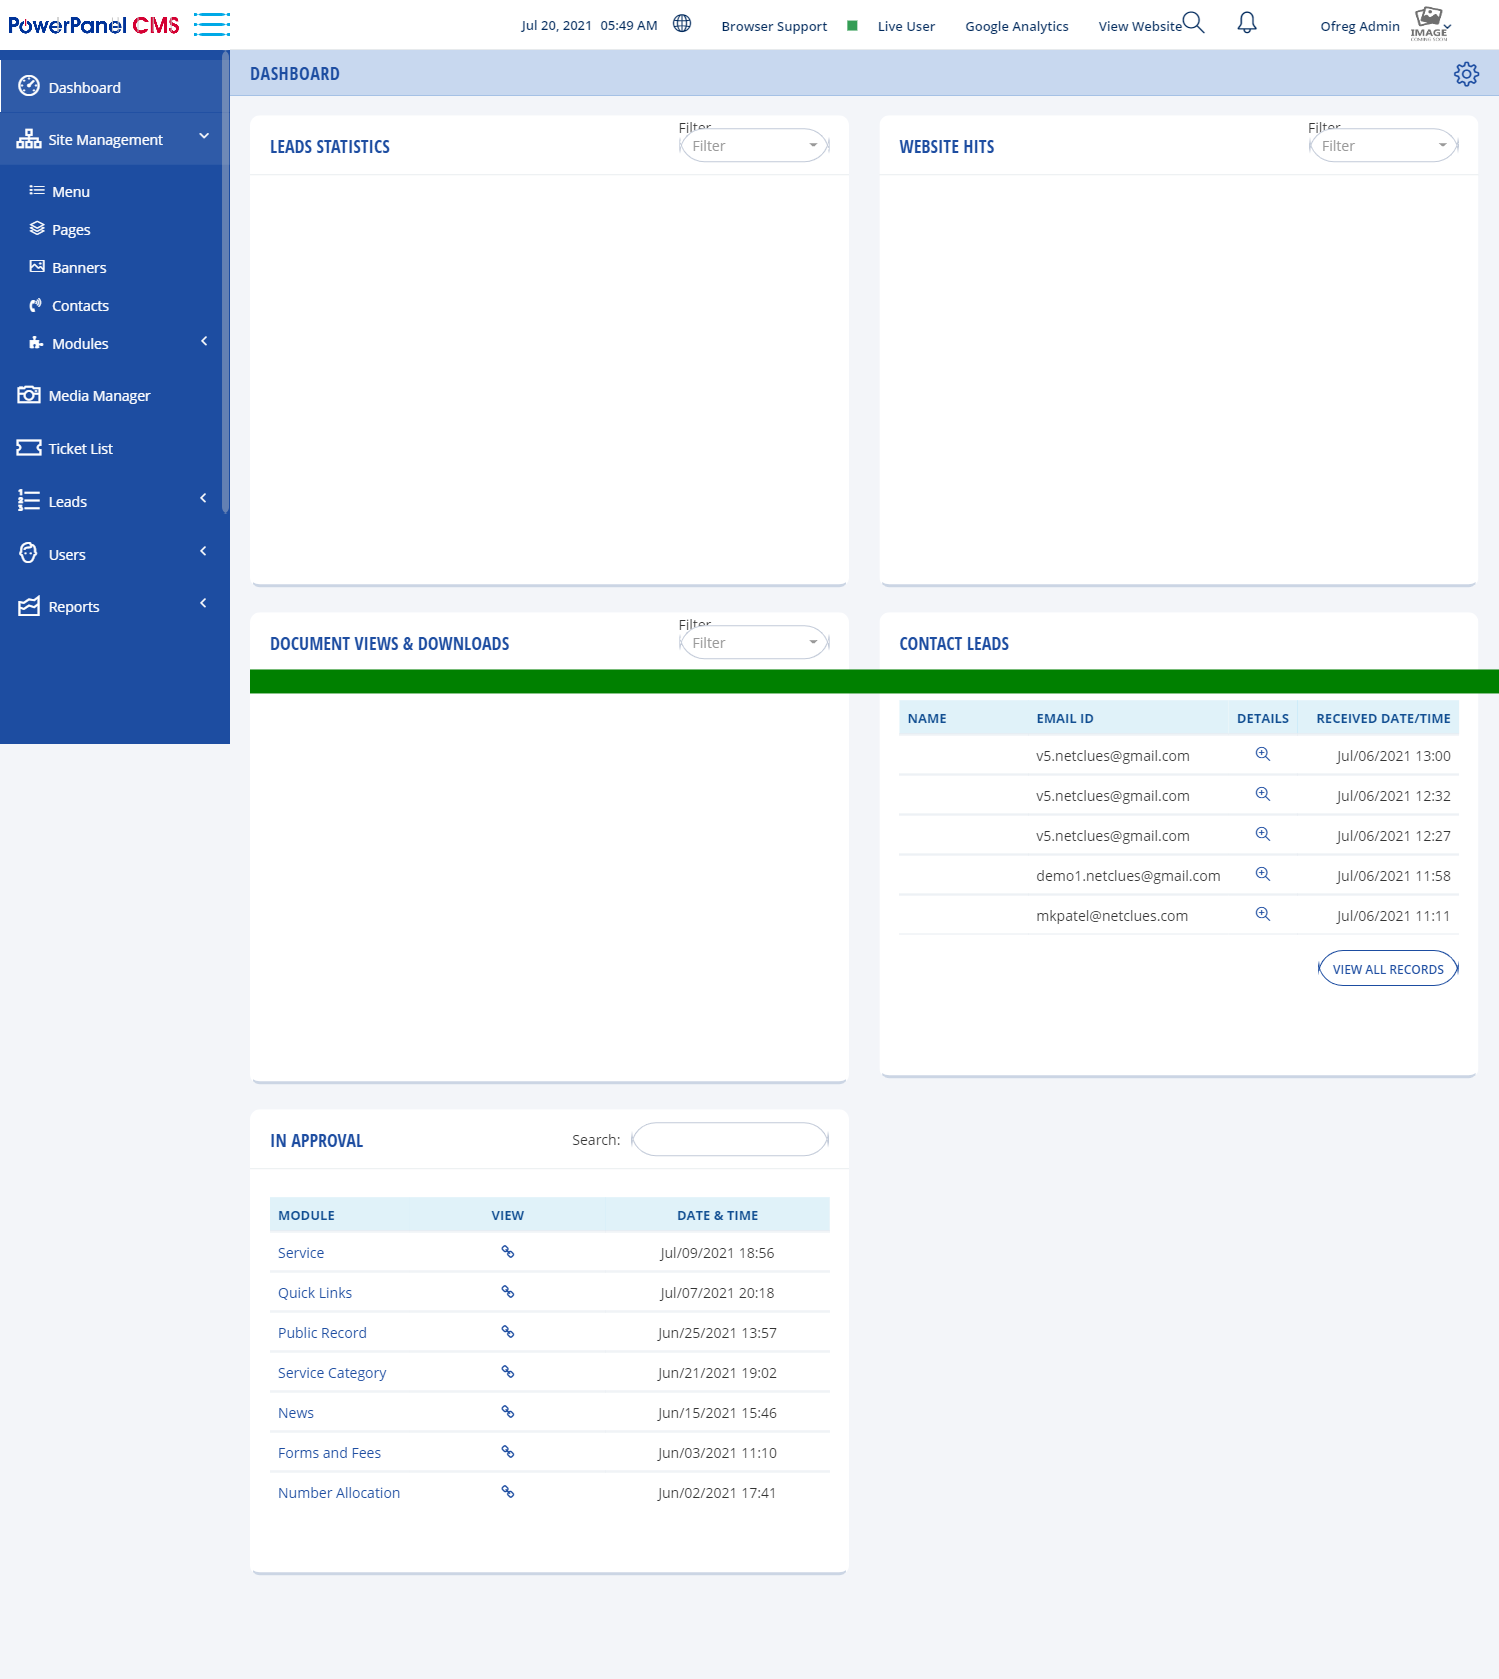 PowerPanel CMS
Jul 20, 2021 05:49 AM
Browser Support
Live User
Google Analytics
View Website
Ofreg Admin
IMAGE
COMING SOON
Dashboard
Site Management
Menu
Pages
Banners
Contacts
Modules
Media Manager
Ticket List
Leads
Users
Reports
DASHBOARD
LEADS STATISTICS
Filter
Filter
WEBSITE HITS
Filter
Filter
DOCUMENT VIEWS & DOWNLOADS
Filter
Filter
CONTACT LEADS
NAME EMAIL ID DETAILS RECEIVED DATE/TIME
v5.netclues@gmail.com Jul/06/2021 13:00
v5.netclues@gmail.com Jul/06/2021 12:32
v5.netclues@gmail.com Jul/06/2021 12:27
demo1.netclues@gmail.com Jul/06/2021 11:58
mkpatel@netclues.com Jul/06/2021 11:11
VIEW ALL RECORDS
IN APPROVAL
Search:
MODULE VIEW DATE & TIME
Service Jul/09/2021 18:56
Quick Links Jul/07/2021 20:18
Public Record Jun/25/2021 13:57
Service Category Jun/21/2021 19:02
News Jun/15/2021 15:46
Forms and Fees Jun/03/2021 11:10
Number Allocation Jun/02/2021 17:41